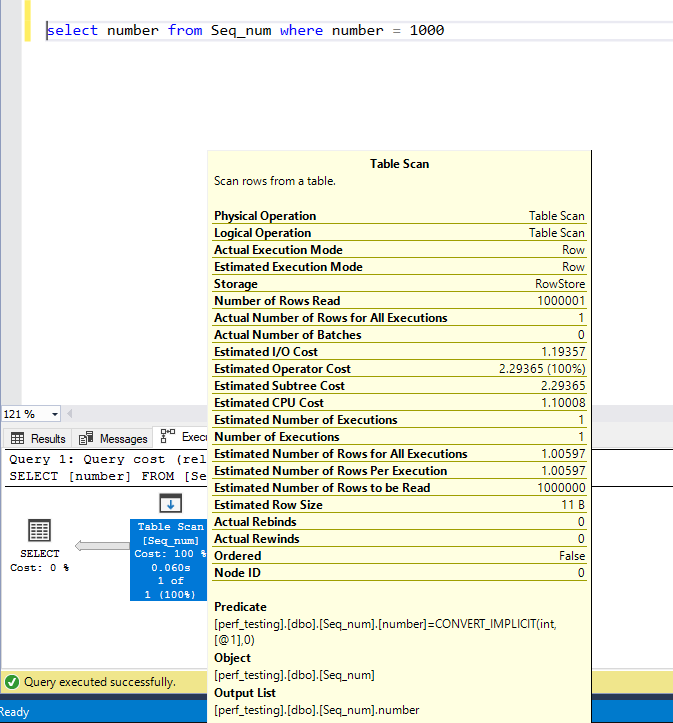 select number from Seq_num where number = 1000
Table Scan
Scan rows from a table.
Physical Operation Table Scan
Logical Operation Table Scan
Actual Execution Mode Row
Estimated Execution Mode Row
Storage RowStore
Number of Rows Read 1000001
Actual Number of Rows for All Executions 1
Actual Number of Batches 0
Estimated I/O Cost 1.19357
Estimated Operator Cost 2.29365 (100%)
Estimated Subtree Cost 2.29365
Estimated CPU Cost 1.10008
Estimated Number of Executions 1
Number of Executions 1
Estimated Number of Rows for All Executions 1.00597
Estimated Number of Rows Per Execution 1.00597
Estimated Number of Rows to be Read 1000000
Estimated Row Size 11 B
Actual Rebinds 0
Actual Rewinds 0
Ordered False
Node ID 0
Predicate
[perf_testing].[dbo].[Seq_num].[number]=CONVERT_IMPLICIT(int,
[@1],0)
Object
[perf_testing].[dbo].[Seq_num]
Output List
[perf_testing].[dbo].[Seq_num].number
121 %
Results Messages Execu
Query 1: Query cost (rel
SELECT [number] FROM [Se
Table Scan
[Seq_num]
Cost: 100 %
0.060s
1 of
1 (100%)
SELECT
Cost: 0 %
Query executed successfully.
Ready